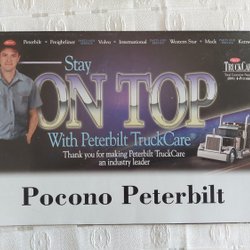 Peterbilt • Freightliner • Volvo • International • Western Star • Mack • Kenw
Stay
ON TOP
With Peterbilt TruckCare®
Thank you for making Peterbilt TruckCare
an industry leader
TRUCKCARE
Pocono Peterbilt